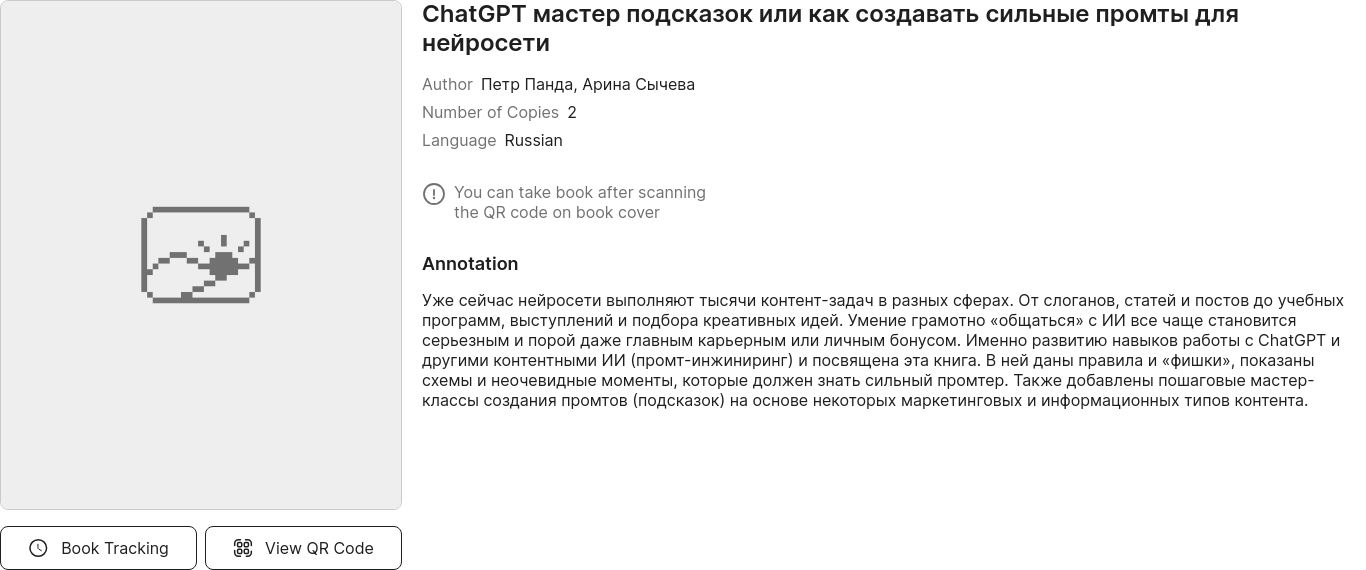 ChatGPT мастер подсказок или как создавать сильные промты для
нейросети
Author Петр Панда, Арина Сычева
Number of Copies 2
Language Russian
You can take book after scanning
the QR code on book cover
Annotation
Уже сейчас нейросети выполняют тысячи контент-задач в разных сферах. От слоганов, статей и постов до учебных
программ, выступлений и подбора креативных идей. Умение грамотно «общаться» с ИИ все чаще становится
серьезным и порой даже главным карьерным или личным бонусом. Именно развитию навыков работы с ChatGPT и
другими контентными ИИ (промт-инжиниринг) и посвящена эта книга. В ней даны правила и «фишки», показаны
схемы и неочевидные моменты, которые должен знать сильный промтер. Также добавлены пошаговые мастер-
классы создания промтов (подсказок) на основе некоторых маркетинговых и информационных типов контента.
Book Tracking
View QR Code